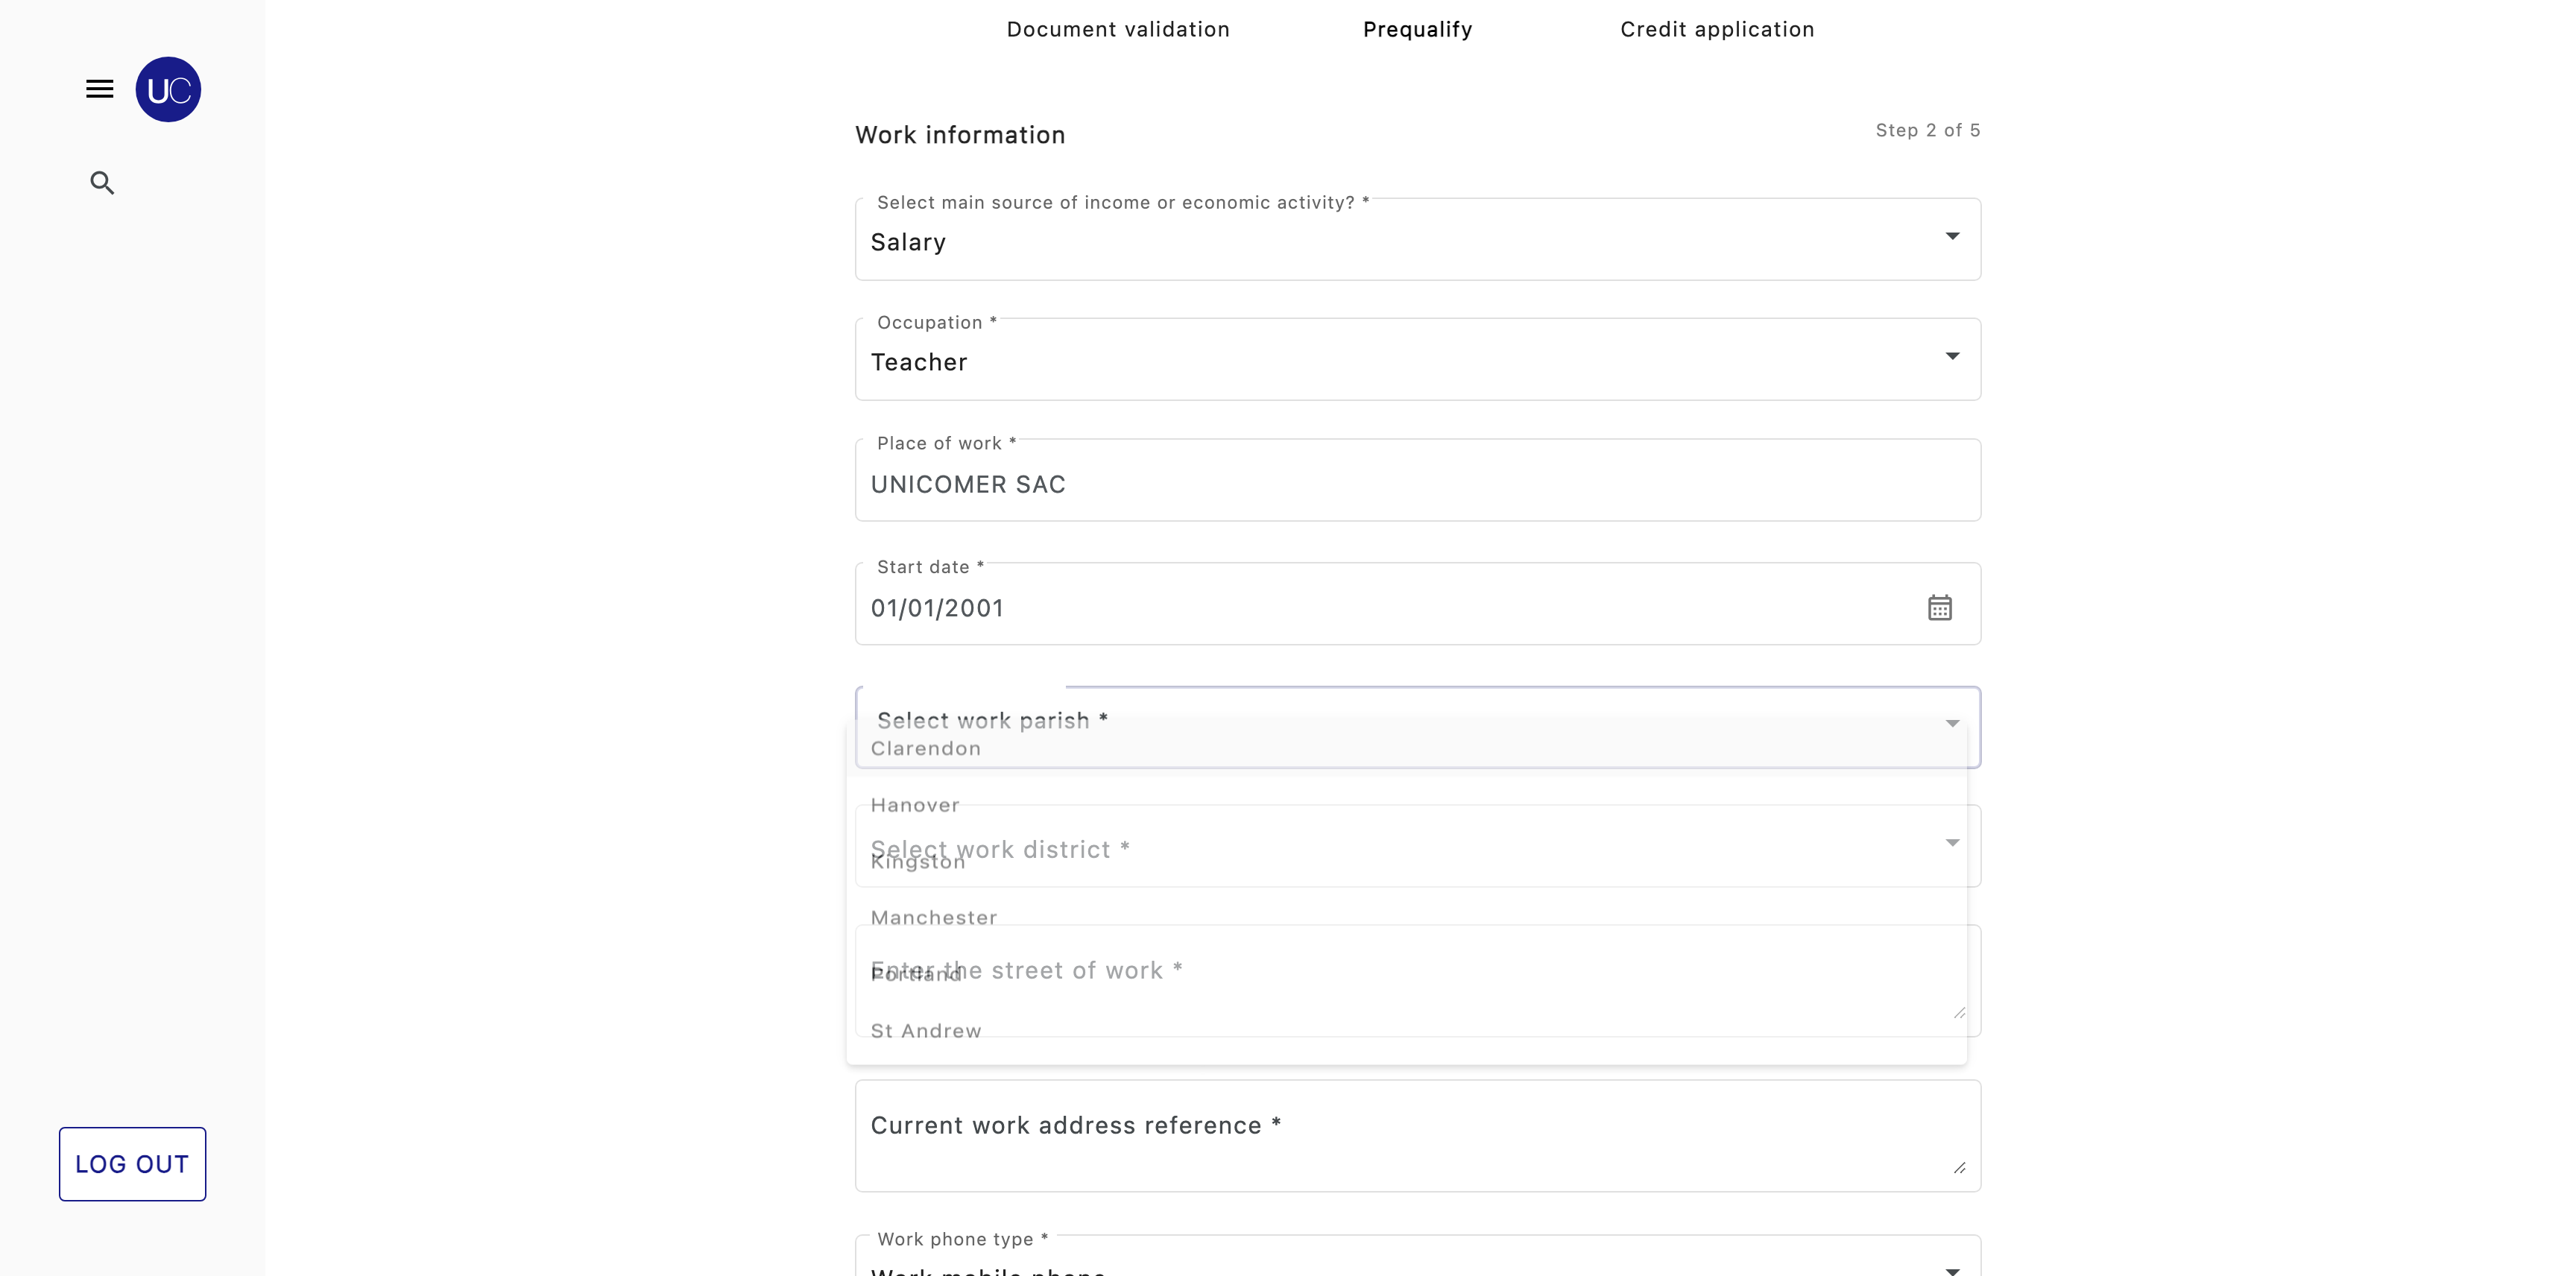 Document validation
Prequalify
Credit application
UC
Work information
Step 2 of 5
Select main source of income or economic activity? *
Salary
Occupation *
Teacher
Place of work *
UNICOMER SAC
Start date *
01/01/2001
Select work parish *
Clarendon
Hanover
Select work district *
Kingston
Manchester
Enter the street of work *
Portland
St Andrew
Current work address reference *
LOG OUT
Work phone type *
Work mobile phone